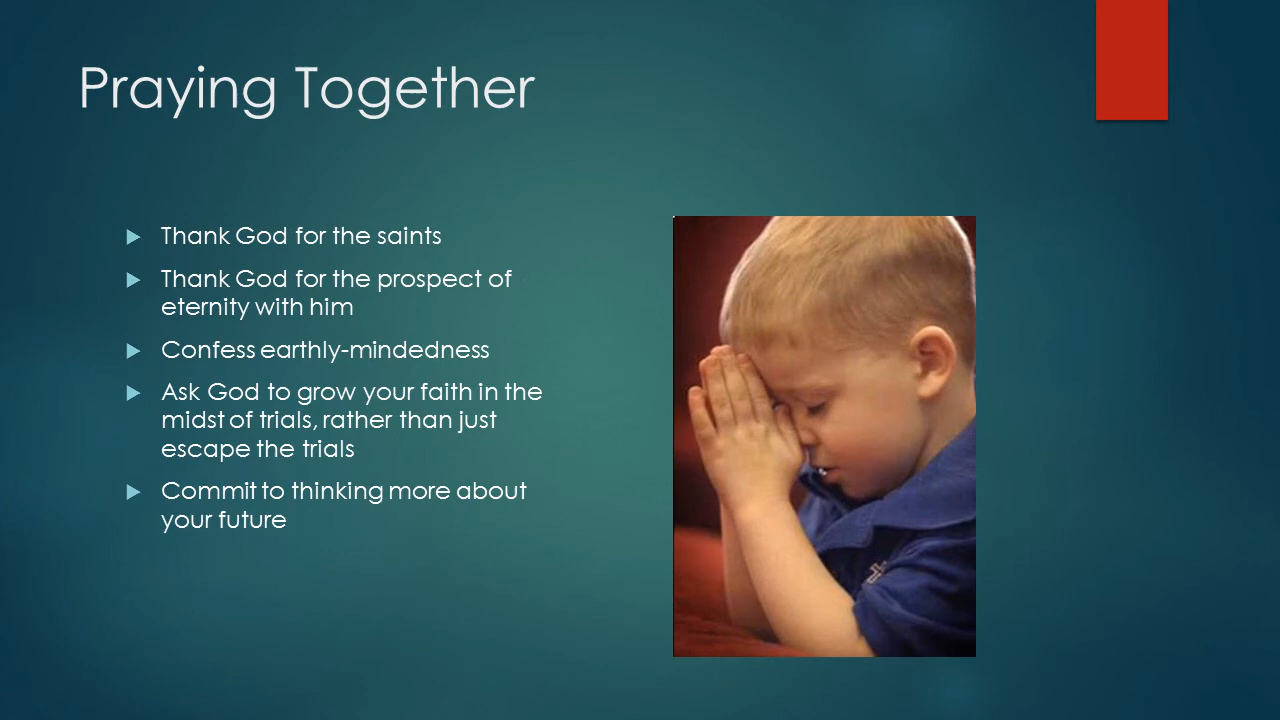 Praying Together
Thank God for the saints
Thank God for the prospect of
eternity with him
Confess earthly-mindedness
Ask God to grow your faith in the
midst of trials, rather than just
escape the trials
Commit to thinking more about
your future